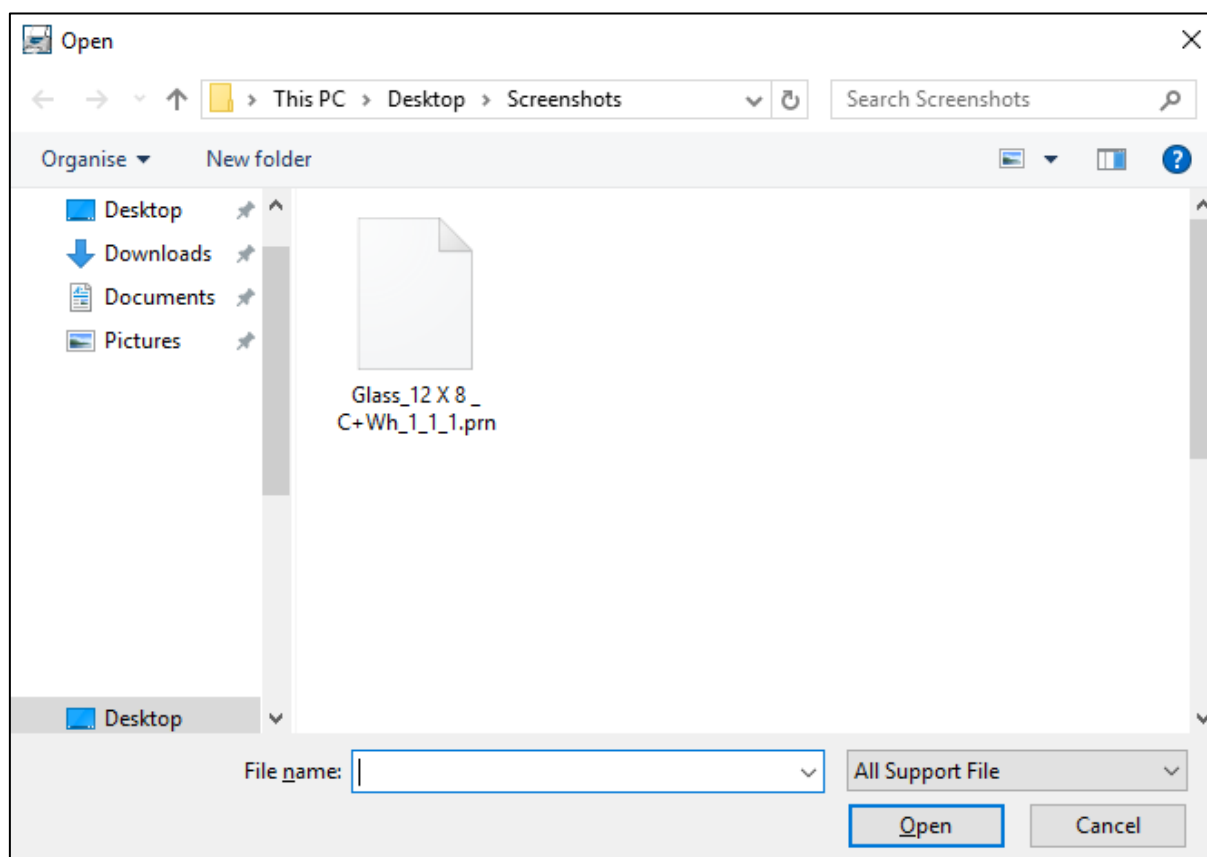 Open
This PC > Desktop > Screenshots
Search Screenshots
Organise
New folder
?
Desktop
Downloads
Documents
Pictures
Desktop
Glass_12 X 8 _
C+Wh_1_1_1.prn
File name:
All Support File
Open
Cancel